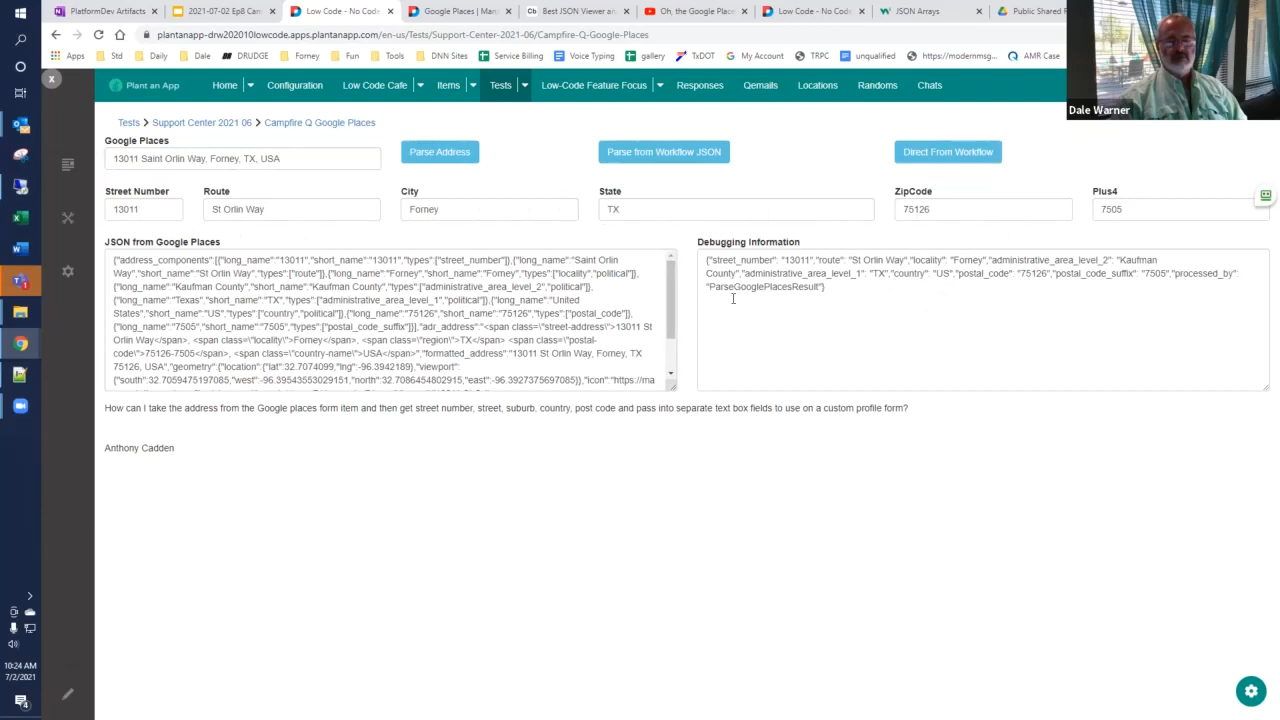 PlatformDev Artifacts
2021-07-02 Ep8 Can
Low Code - No Cod
Google Places | Man
Best JSON Viewer an
Oh, the Google Plac
Low Code - No Cod
JSON Arrays
Public Shared F
plantanapp-drw202010lowcode.apps.plantanapp.com/en-us/Tests/Support-Center-2021-06/Campfire-Q-Google-Places
Apps
Std
Daily
Dale
DRUDGE
Forney
Fun
Tools
DNN Sites
Service Billing
Voice Typing
gallery
TxDOT
My Account
TRPC
unqualified
https://modernmsg...
AMR Case
Dale Warner
x
Plant an App
Home
Configuration
Low Code Cafe
Items
Tests
Low-Code Feature Focus
Responses
Qemails
Locations
Randoms
Chats
Tests > Support Center 2021 06 > Campfire Q Google Places
Google Places
13011 Saint Orlin Way, Forney, TX, USA
Parse Address
Parse from Workflow JSON
Direct From Workflow
Street Number
Route
City
State
ZipCode
Plus4
13011
St Orlin Way
Forney
TX
75126
7505
JSON from Google Places
{"address_components":[{"long_name":"13011","short_name":"13011","types":["street_number"]},{"long_name":"Saint Orlin
Way","short_name":"St Orlin Way","types":["route"]},{"long_name":"Forney","short_name":"Forney","types":["locality","political"]},
{"long_name":"Kaufman County","short_name":"Kaufman County","types":["administrative_area_level_2","political"]},
{"long_name":"Texas","short_name":"TX","types":["administrative_area_level_1","political"]},{"long_name":"United
States","short_name":"US","types":["country","political"]},{"long_name":"75126","short_name":"75126","types":["postal_code"]},
{"long_name":"7505","short_name":"7505","types":["postal_code_suffix"]}],"adr_address":"<span class=\"street-address\">13011 St
Orlin Way</span>, <span class=\"locality\">Forney</span>, <span class=\"region\">TX</span> <span class=\"postal-
code\">75126-7505</span>, <span class=\"country-name\">USA</span>","formatted_address":"13011 St Orlin Way, Forney, TX
75126, USA","geometry":{"location":{"lat":32.7074099,"lng":-96.3942189},"viewport":
{"south":32.7059475197085,"west":-96.39543553029151,"north":32.7086454802915,"east":-96.3927375697085}},"icon":"https://ma
Debugging Information
{"street_number": "13011","route": "St Orlin Way","locality": "Forney","administrative_area_level_2": "Kaufman
County","administrative_area_level_1": "TX","country": "US","postal_code": "75126","postal_code_suffix": "7505","processed_by":
"ParseGooglePlacesResult"}
How can I take the address from the Google places form item and then get street number, street, suburb, country, post code and pass into separate text box fields to use on a custom profile form?
Anthony Cadden
10:24 AM
7/2/2021
4